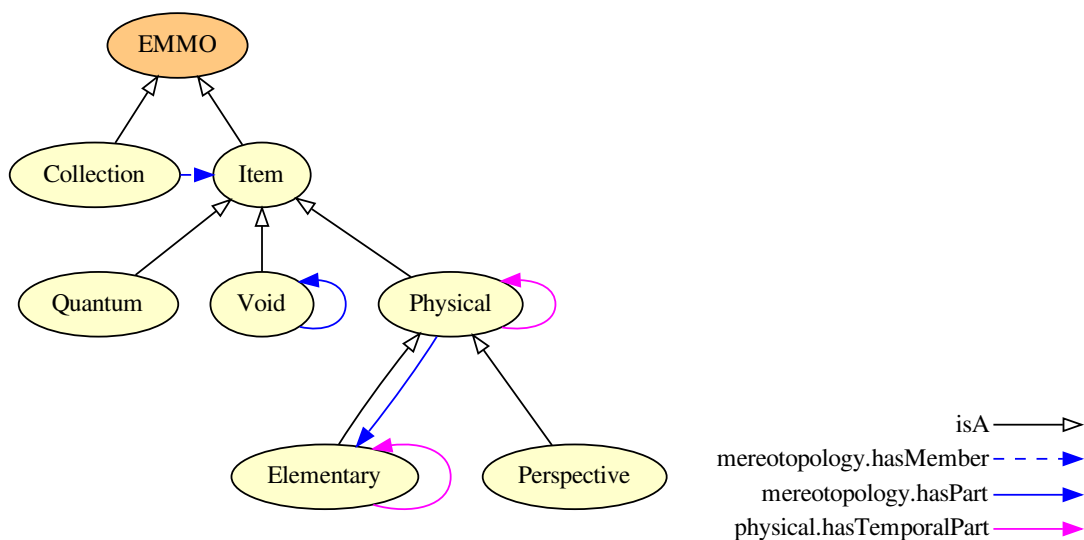 EMMO
Collection
Item
Quantum
Void
Physical
Elementary
Perspective
isA
mereotopology.hasMember
mereotopology.hasPart
physical.hasTemporalPart